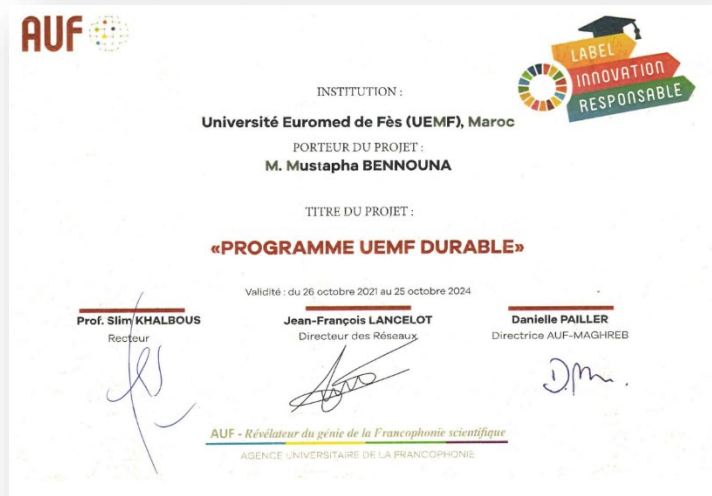 AUF
LABEL
INNOVATION
RESPONSABLE
INSTITUTION :
Université Euromed de Fès (UEMF), Maroc
PORTEUR DU PROJET :
M. Mustapha BENNOUNA
TITRE DU PROJET :
«PROGRAMME UEMF DURABLE»
Validité : du 26 octobre 2021 au 25 octobre 2024
Prof. Slim KHALBOUS
Recteur
Jean-François LANCELOT
Directeur des Réseaux
Danielle PAILLER
Directrice AUF-MAGHREB
AUF - Révélateur du génie de la Francophonie scientifique
AGENCE UNIVERSITAIRE DE LA FRANCOPHONIE